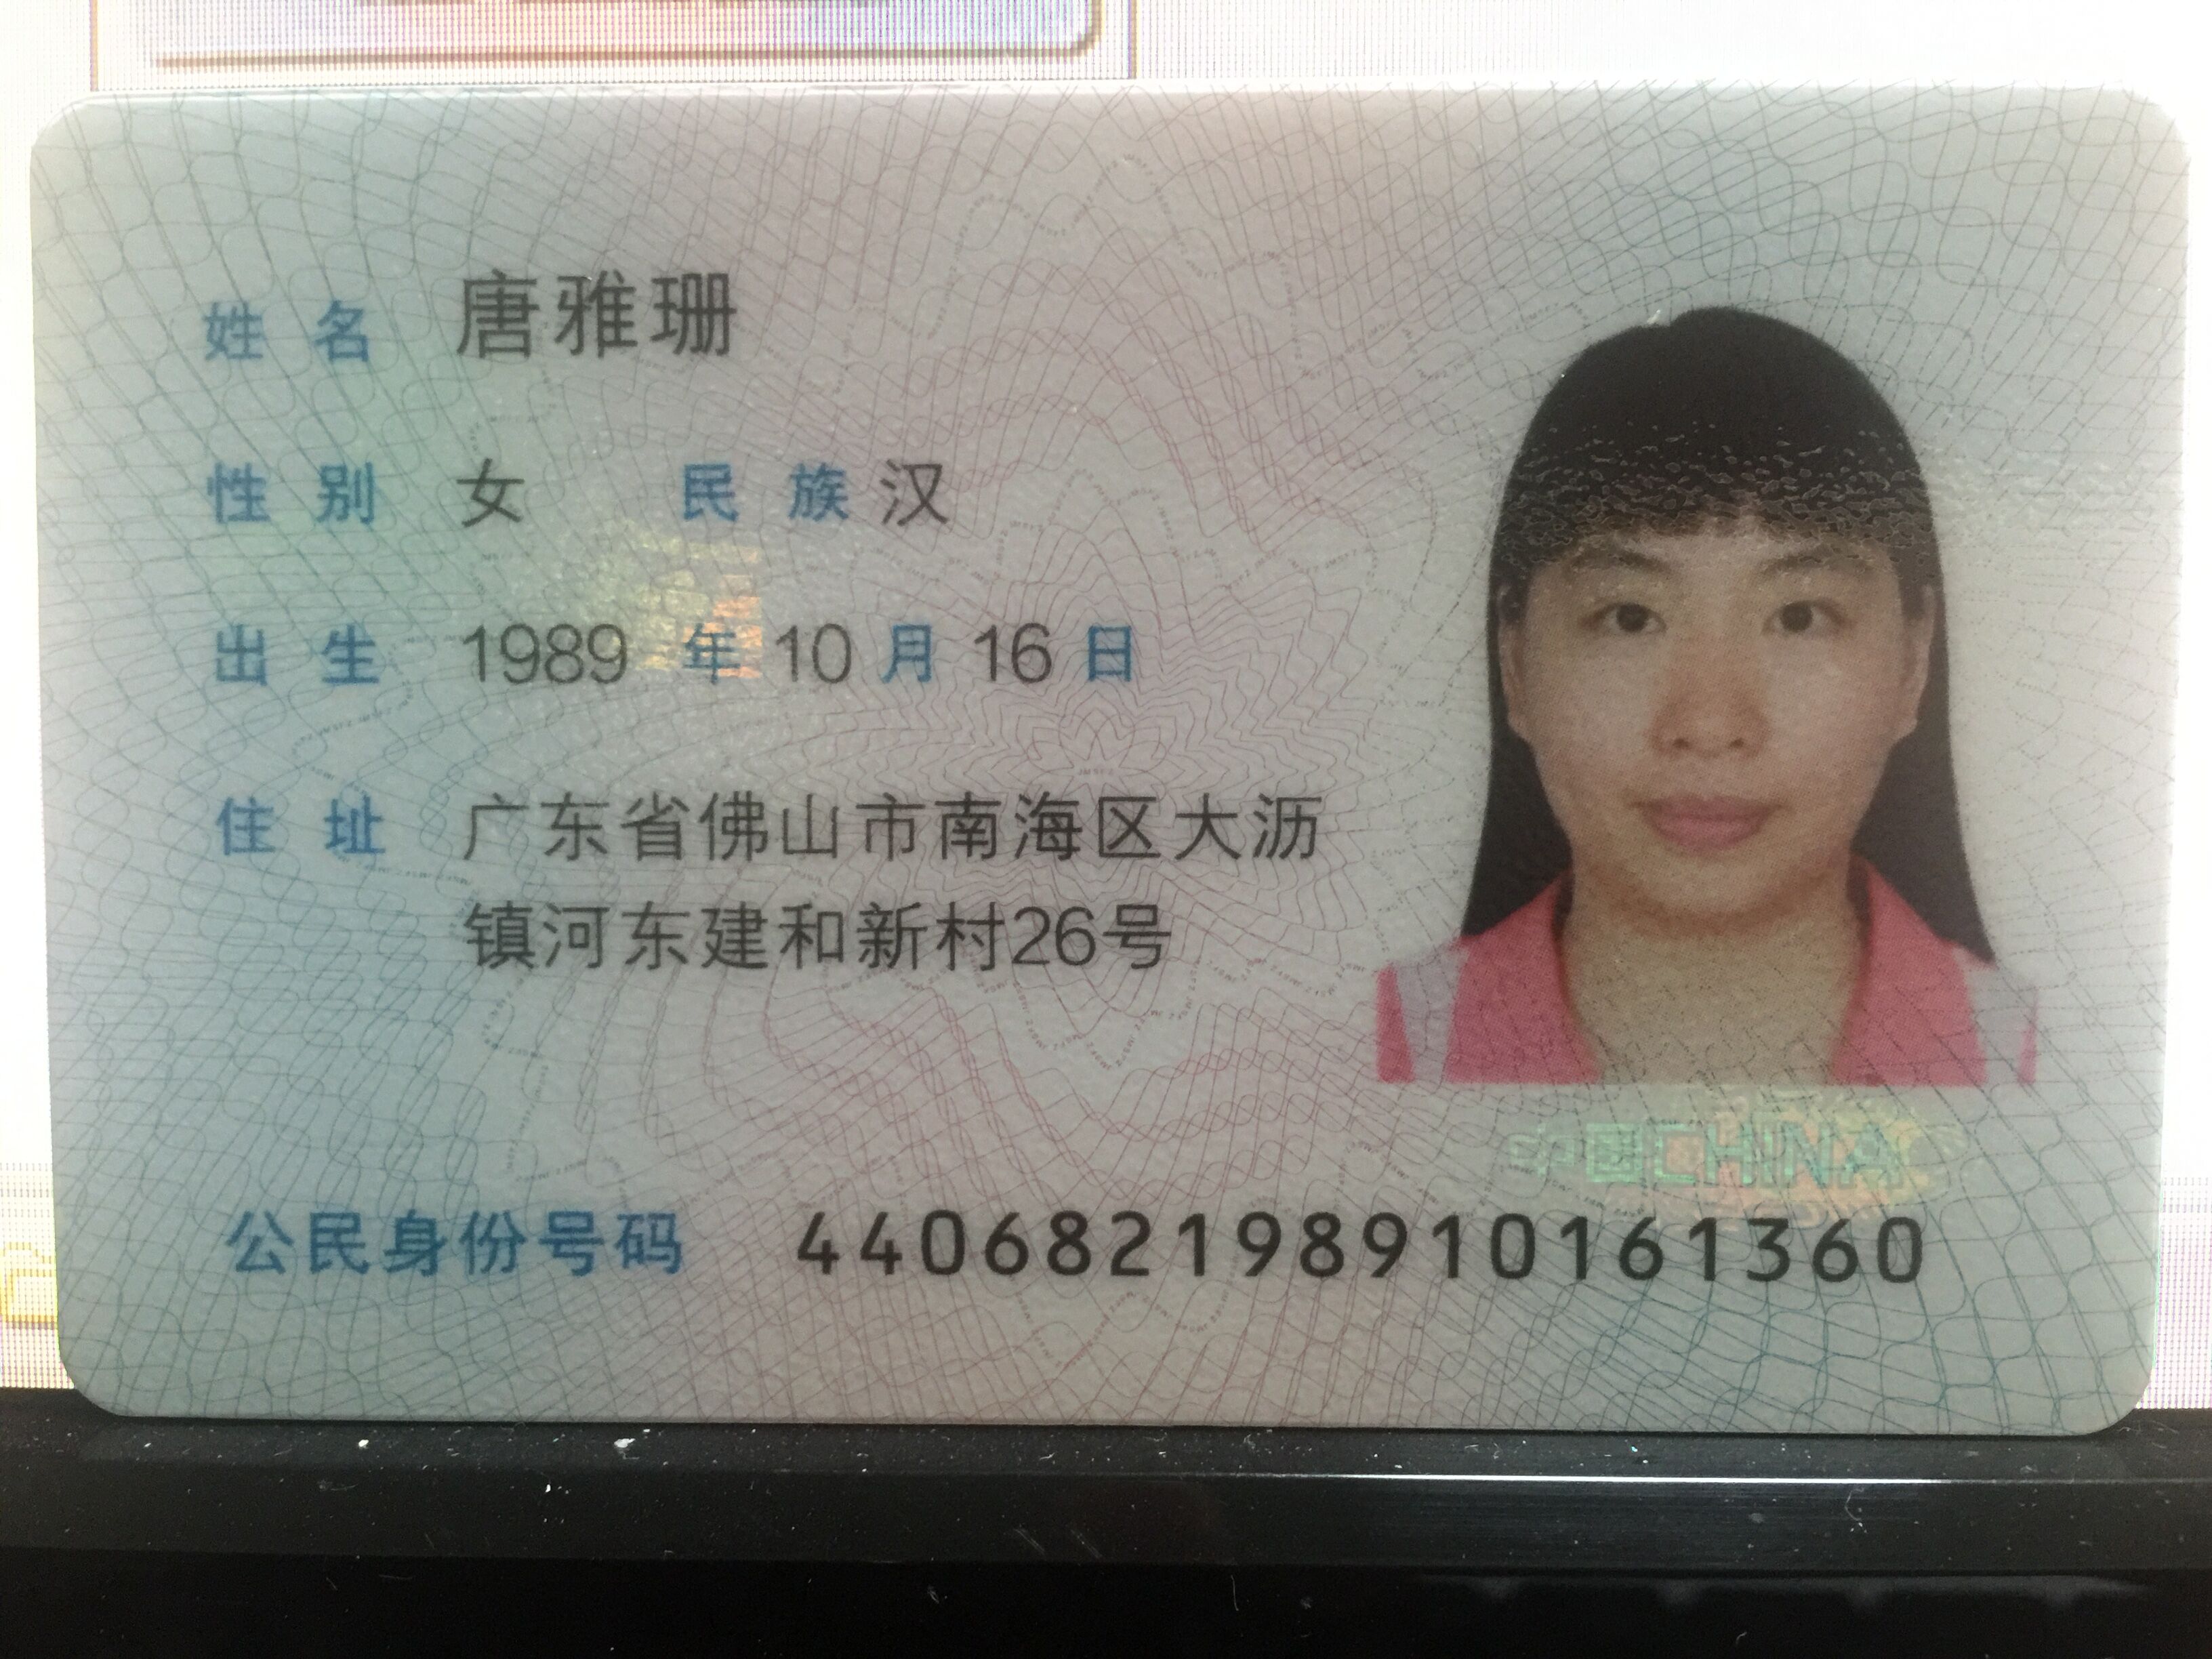 姓名 唐雅珊
性别 女 民族 汉
出生 1989 年 10 月 16 日
住址 广东省佛山市南海区大沥
镇河东建和新村26号
中国CHINA
公民身份号码 440682198910161360